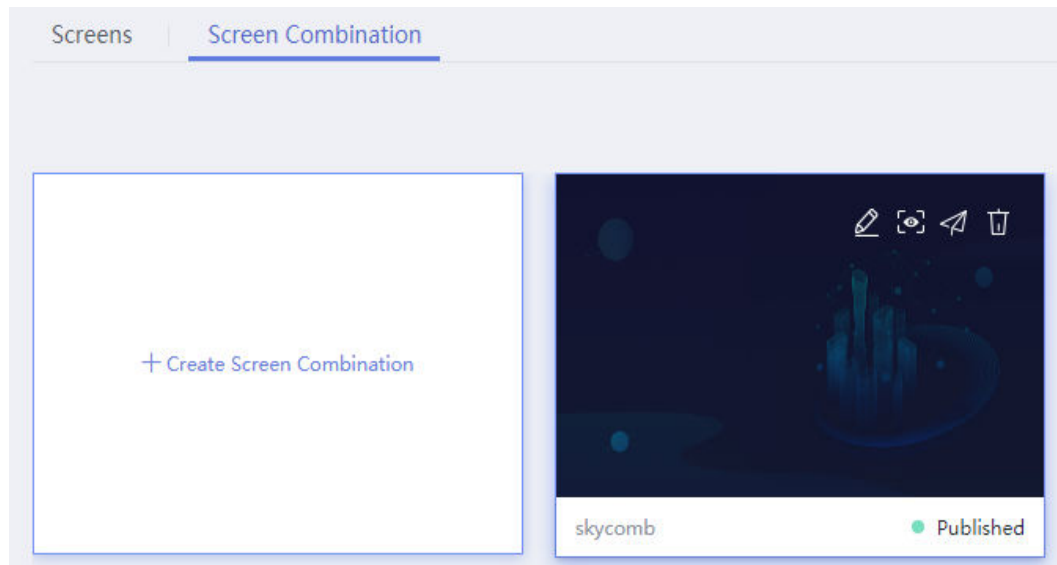 Screens
Screen Combination
Create Screen Combination
skycomb
Published